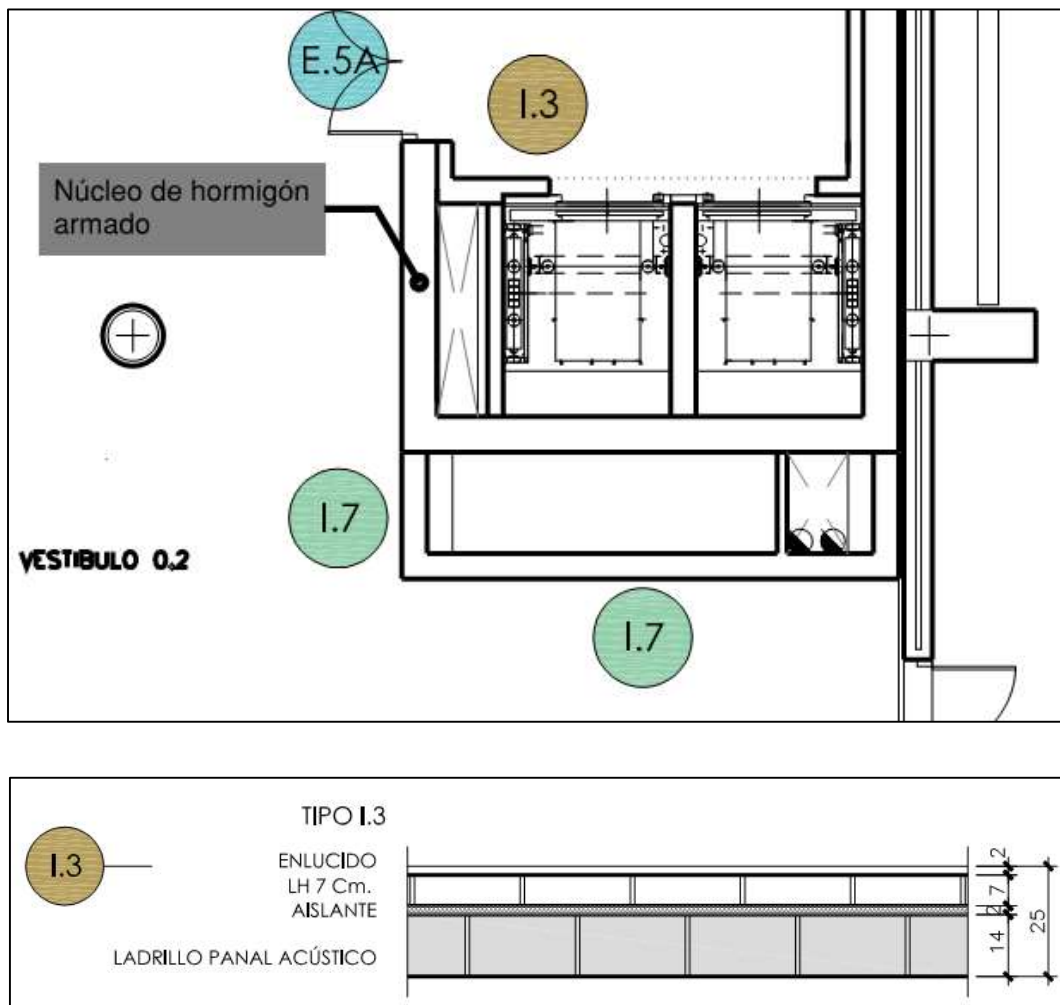 E.5A
I.3
Núcleo de hormigón
armado
I.7
VESTIBULO 0.2
I.7
TIPO I.3
I.3
ENLUCIDO
LH 7 Cm.
AISLANTE
LADRILLO PANAL ACÚSTICO
2
7
2
14
25